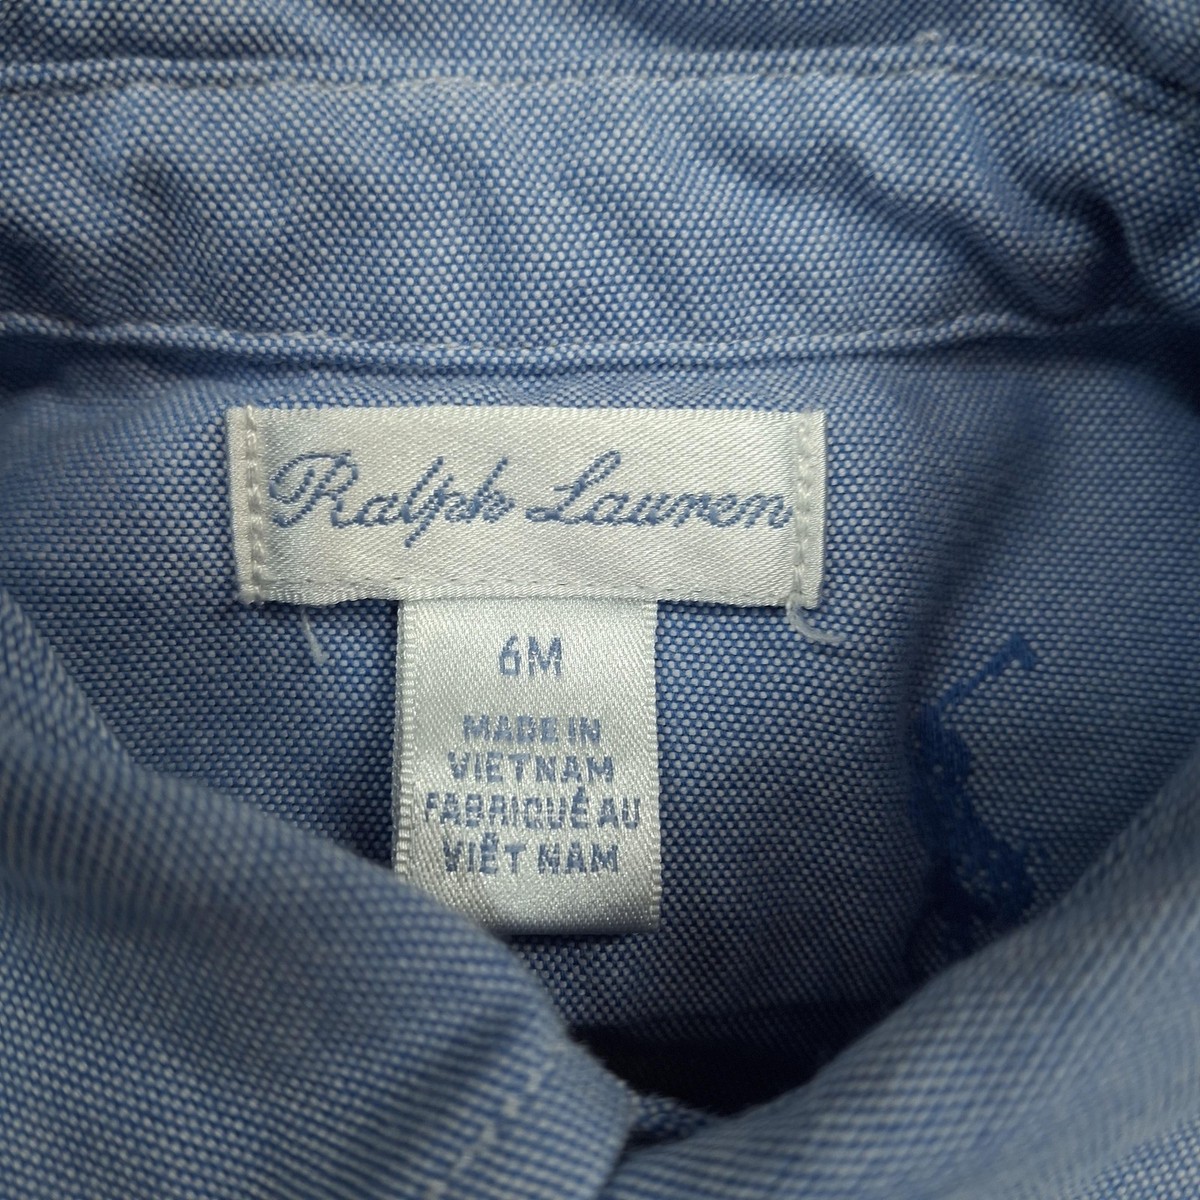 Ralph Lauren
6M
MADE IN
VIETNAM
FABRIQUÉ AU
VIÊT NAM